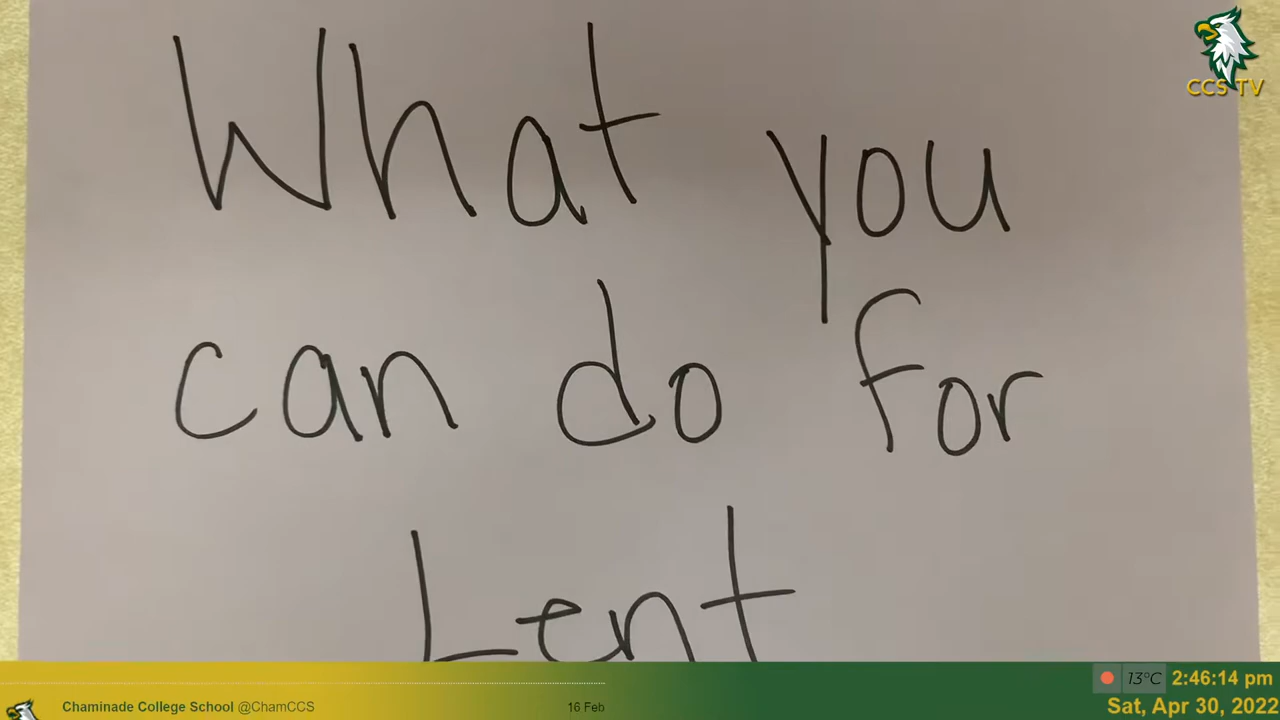 CCS TV
What you
can do for
Lent
13°C
2:46:14 pm
Chaminade College School @ChamCCS
16 Feb
Sat, Apr 30, 2022